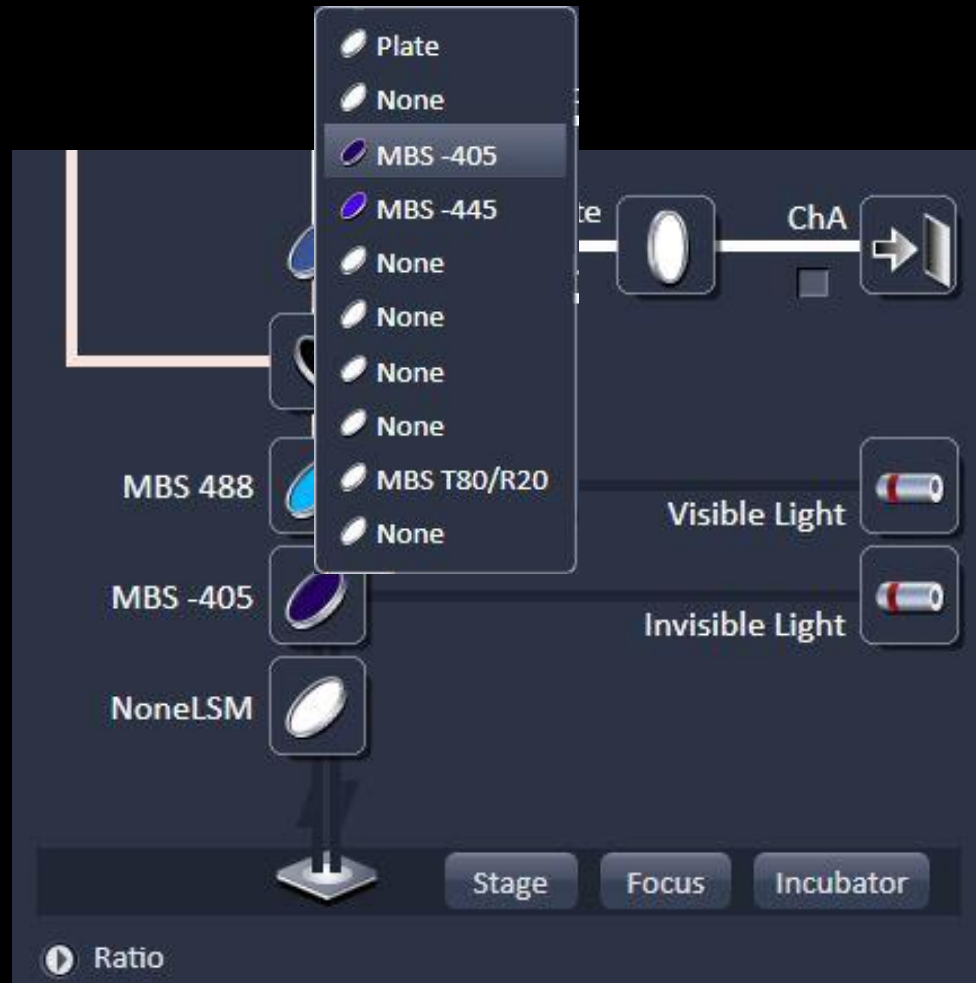 Plate
None
MBS -405
MBS -445
None
None
None
None
MBS T80/R20
None
ChA
MBS 488
Visible Light
MBS -405
Invisible Light
NoneLSM
Stage Focus Incubator
Ratio